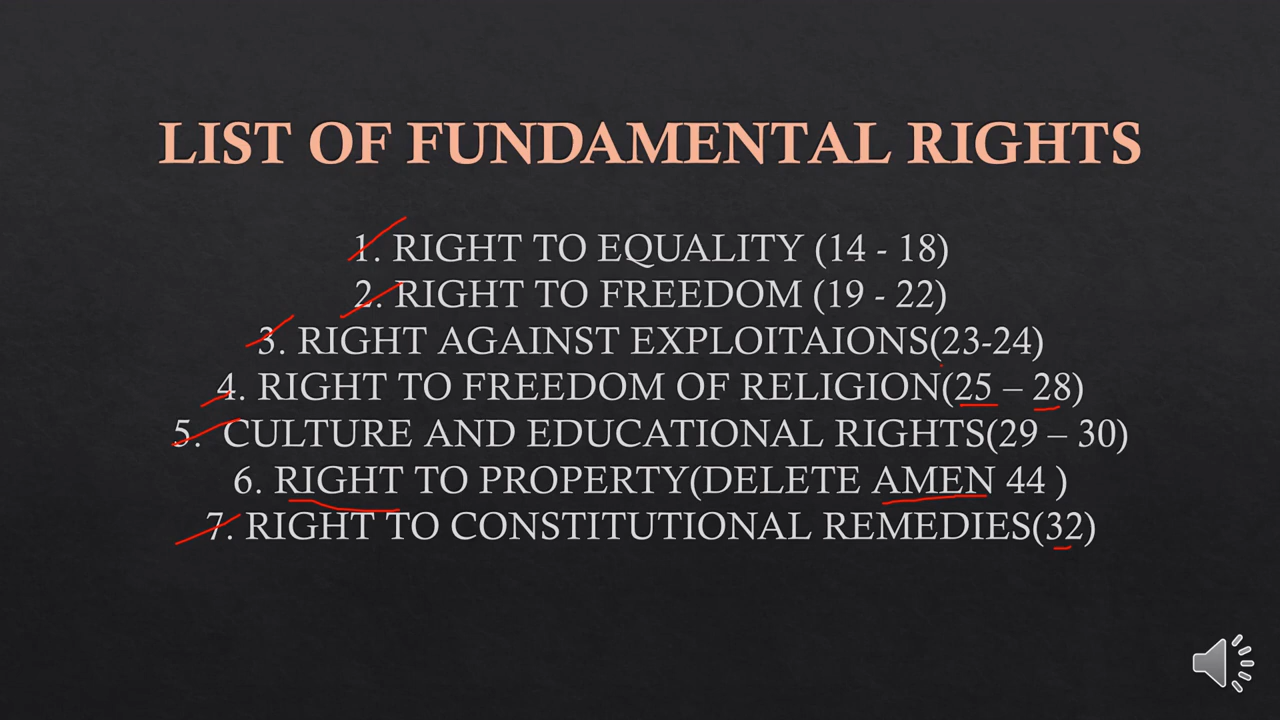 LIST OF FUNDAMENTAL RIGHTS
1. RIGHT TO EQUALITY (14 - 18)
2. RIGHT TO FREEDOM (19 - 22)
3. RIGHT AGAINST EXPLOITAIONS(23-24)
4. RIGHT TO FREEDOM OF RELIGION(25 – 28)
5. CULTURE AND EDUCATIONAL RIGHTS(29 – 30)
6. RIGHT TO PROPERTY(DELETE AMEN 44 )
7. RIGHT TO CONSTITUTIONAL REMEDIES(32)